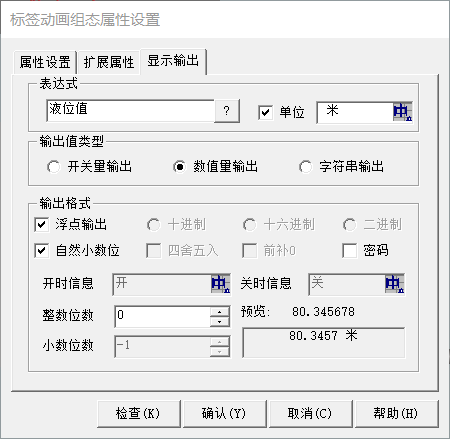 标签动画组态属性设置
属性设置 扩展属性 显示输出
表达式
液位值 ? 单位 米 中
输出值类型
开关量输出 数值量输出 字符串输出
输出格式
浮点输出 十进制 十六进制 二进制
自然小数位 四舍五入 前补0 密码
开时信息 开 中 关时信息 关 中
整数位数 0 预览: 80.345678
小数位数 -1 80.3457 米
检查(K) 确认(Y) 取消(C) 帮助(H)